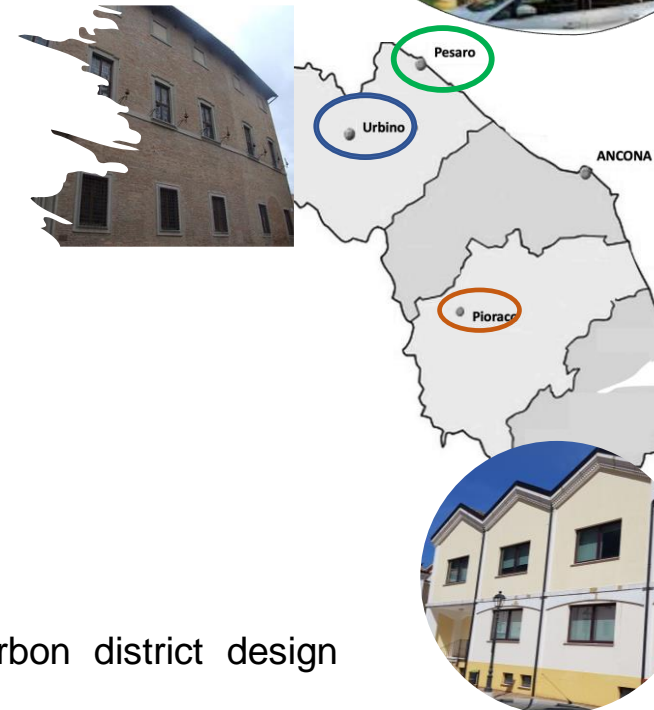 Pesaro
Urbino
ANCONA
Pioraco
rbon district design